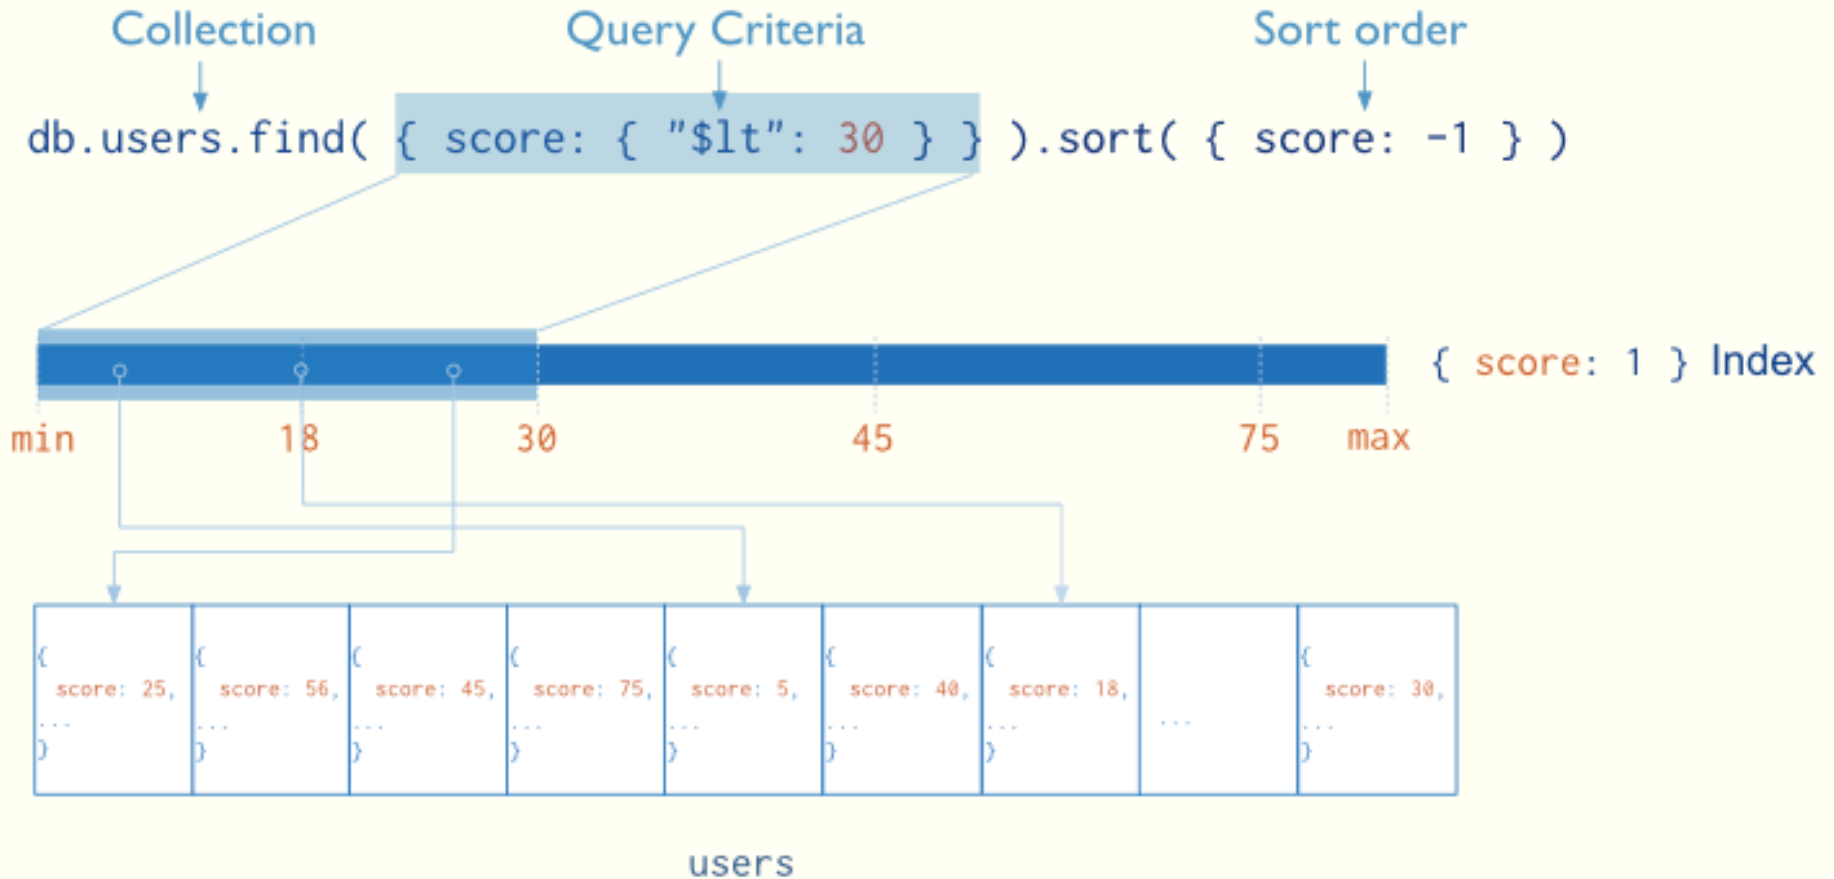 Collection Query Criteria Sort order
db.users.find( { score: { "$lt": 30 } } ).sort( { score: -1 } )
{ score: 1 } Index
min 18 30 45 75 max
{ { { { { { { {
score: 25, score: 56, score: 45, score: 75, score: 5, score: 40, score: 18, score: 30,
... ... ... ... ... ... ... ... ...
} } } } } } } }
users